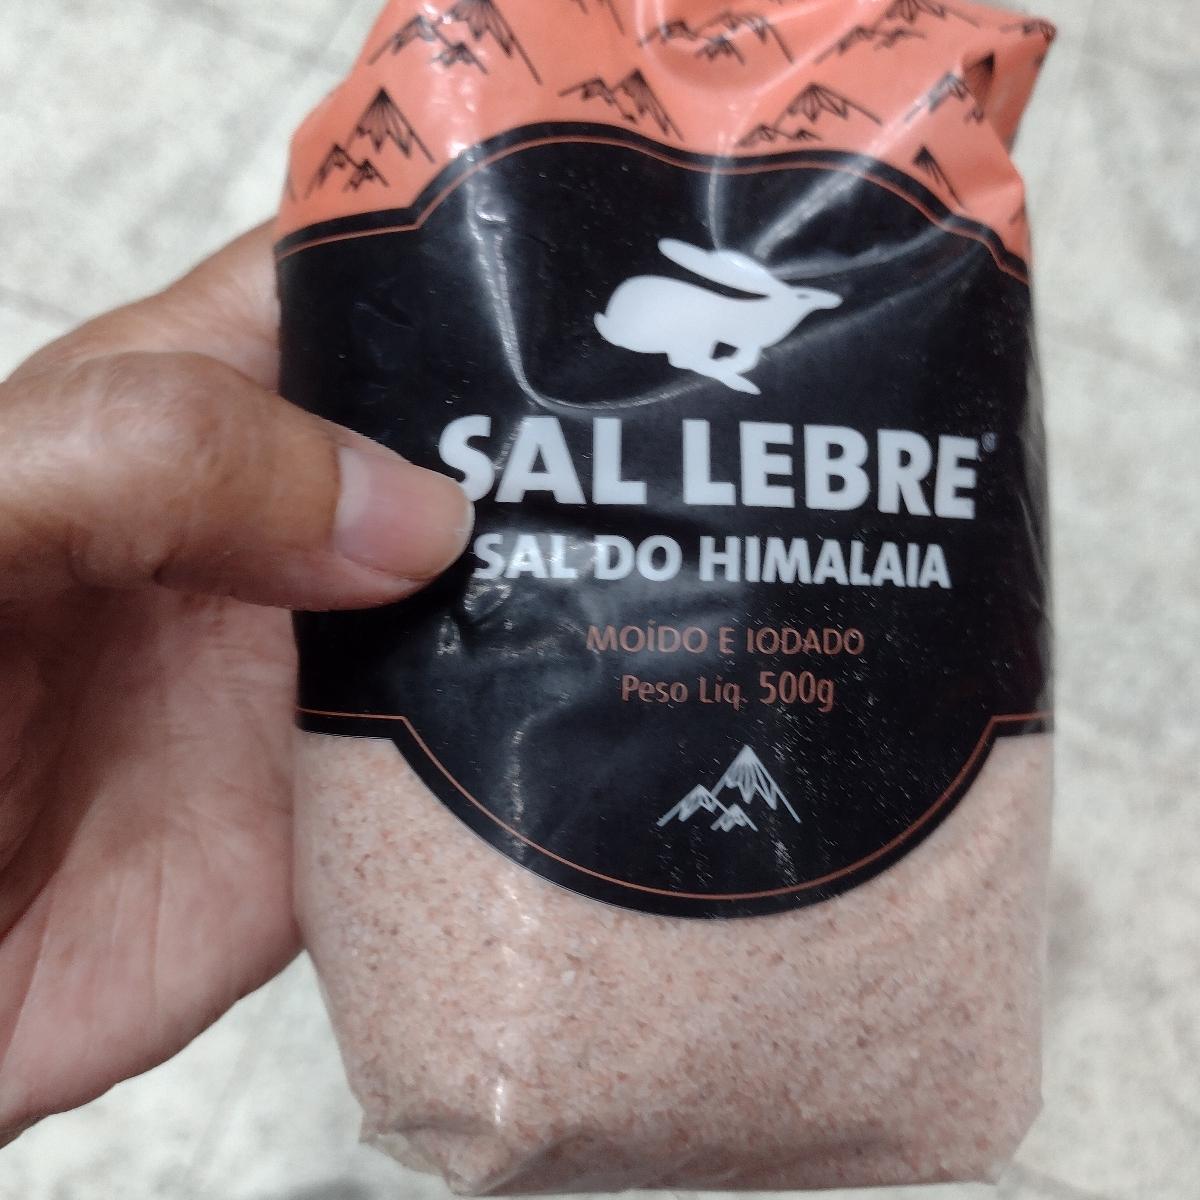 SAL LEBRE®
SAL DO HIMALAIA
MOÍDO E IODADO
Peso Líq. 500g